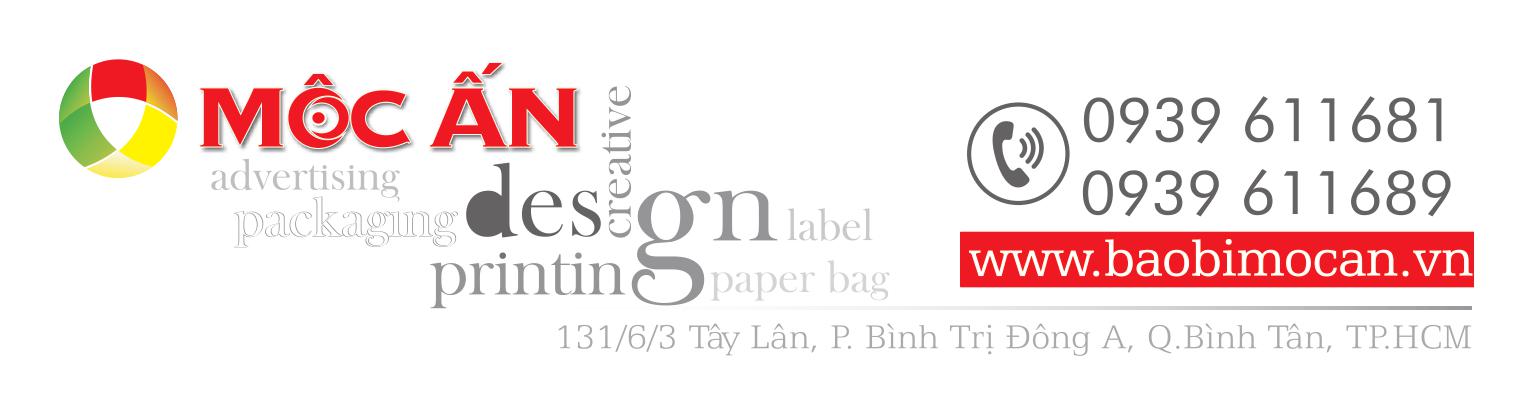 MỘC ẤN
advertising
creative
design
packaging
label
printing
paper bag
0939 611681
0939 611689
www.baobimocan.vn
131/6/3 Tây Lân, P. Bình Trị Đông A, Q.Bình Tân, TP.HCM